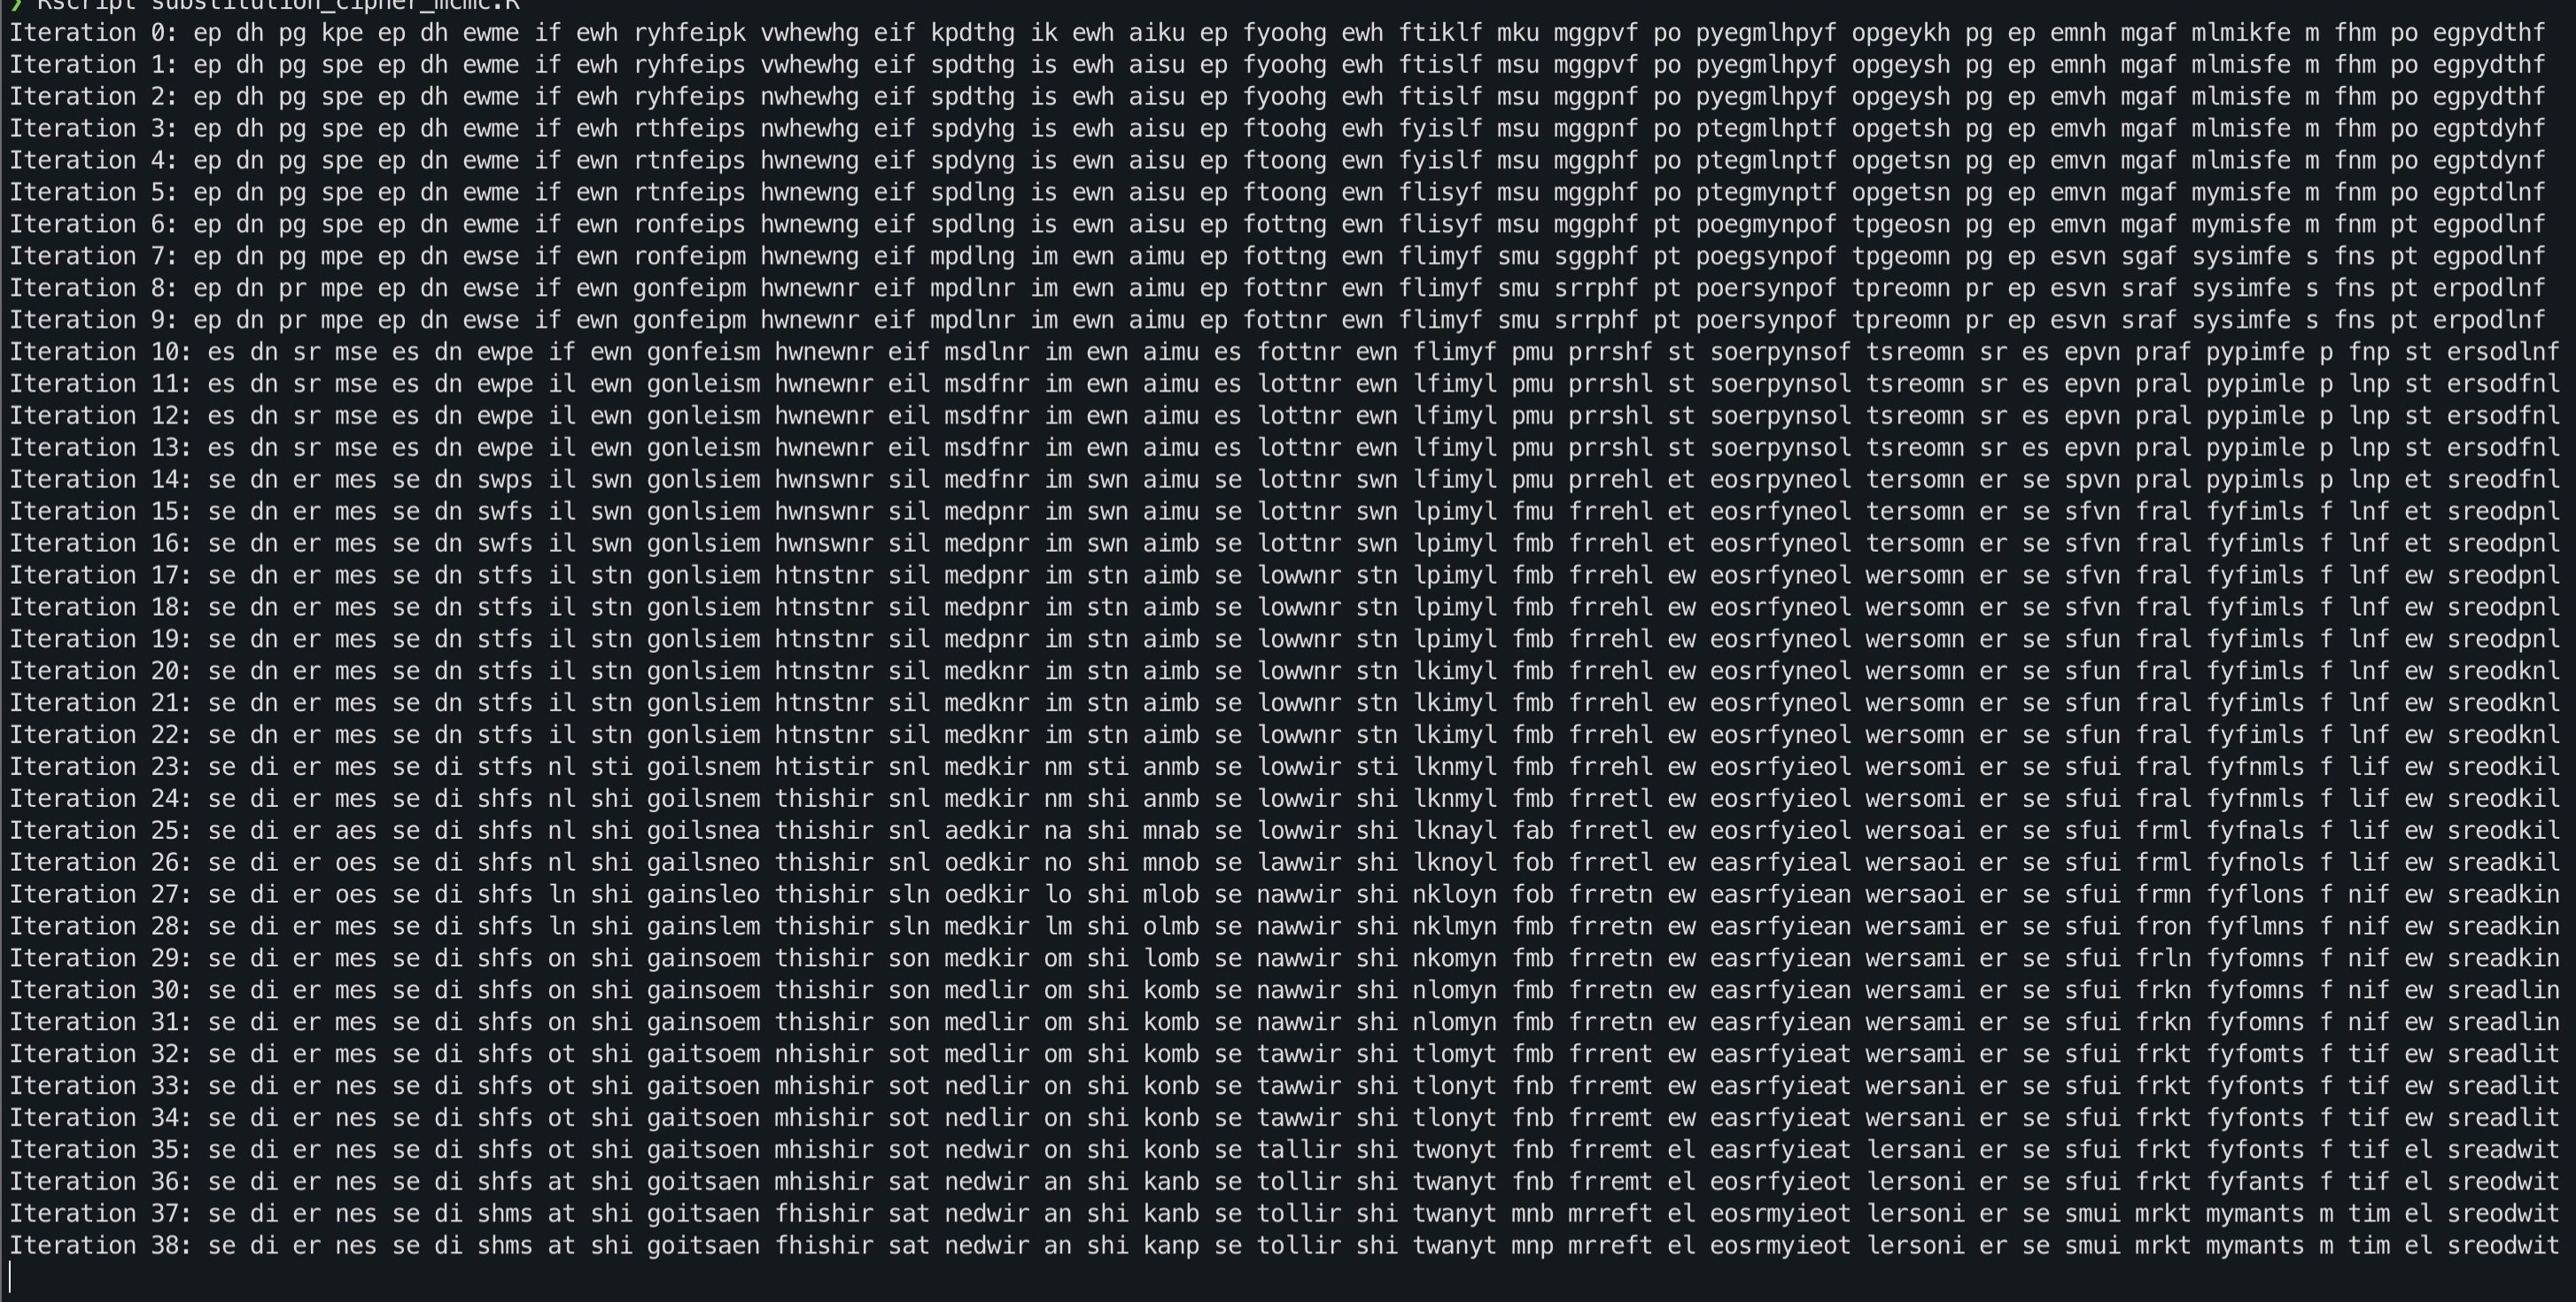 ❯ Rscript substitution_cipher_mcmc.R
Iteration 0: ep dh pg kpe ep dh ewme if ewh ryhfeipk vwhewhg eif kpdthg ik ewh aiku ep fyoohg ewh ftiklf mku mggpvf po pyegmlhpyf opgeykh pg ep emnh mgaf mlmikfe m fhm po egpydthf
Iteration 1: ep dh pg spe ep dh ewme if ewh ryhfeips vwhewhg eif spdthg is ewh aisu ep fyoohg ewh ftislf msu mggpvf po pyegmlhpyf opgeysh pg ep emnh mgaf mlmisfe m fhm po egpydthf
Iteration 2: ep dh pg spe ep dh ewme if ewh ryhfeips nwhewhg eif spdthg is ewh aisu ep fyoohg ewh ftislf msu mggpnf po pyegmlhpyf opgeysh pg ep emvh mgaf mlmisfe m fhm po egpydthf
Iteration 3: ep dh pg spe ep dh ewme if ewh rthfeips nwhewhg eif spdyhg is ewh aisu ep ftoohg ewh fyislf msu mggpnf po ptegmlhptf opgetsh pg ep emvh mgaf mlmisfe m fhm po egptdyhf
Iteration 4: ep dn pg spe ep dn ewme if ewn rtnfeips hwnewng eif spdyng is ewn aisu ep ftoong ewn fyislf msu mggphf po ptegmlnptf opgetsn pg ep emvn mgaf mlmisfe m fnm po egptdynf
Iteration 5: ep dn pg spe ep dn ewme if ewn rtnfeips hwnewng eif spdlng is ewn aisu ep ftoong ewn flisyf msu mggphf po ptegmynptf opgetsn pg ep emvn mgaf mymisfe m fnm po egptdlnf
Iteration 6: ep dn pg spe ep dn ewme if ewn ronfeips hwnewng eif spdlng is ewn aisu ep fottng ewn flisyf msu mggphf pt poegmynpof tpgeosn pg ep emvn mgaf mymisfe m fnm pt egpodlnf
Iteration 7: ep dn pg mpe ep dn ewse if ewn ronfeipm hwnewng eif mpdlng im ewn aimu ep fottng ewn flimyf smu sggphf pt poegsynpof tpgeomn pg ep esvn sgaf sysimfe s fns pt egpodlnf
Iteration 8: ep dn pr mpe ep dn ewse if ewn gonfeipm hwnewnr eif mpdlnr im ewn aimu ep fottnr ewn flimyf smu srrphf pt poersynpof tpreomn pr ep esvn sraf sysimfe s fns pt erpodlnf
Iteration 9: ep dn pr mpe ep dn ewse if ewn gonfeipm hwnewnr eif mpdlnr im ewn aimu ep fottnr ewn flimyf smu srrphf pt poersynpof tpreomn pr ep esvn sraf sysimfe s fns pt erpodlnf
Iteration 10: es dn sr mse es dn ewpe if ewn gonfeism hwnewnr eif msdlnr im ewn aimu es fottnr ewn flimyf pmu prrshf st soerpynsof tsreomn sr es epvn praf pypimfe p fnp st ersodlnf
Iteration 11: es dn sr mse es dn ewpe il ewn gonleism hwnewnr eil msdfnr im ewn aimu es lottnr ewn lfimyl pmu prrshl st soerpynsol tsreomn sr es epvn pral pypimle p lnp st ersodfnl
Iteration 12: es dn sr mse es dn ewpe il ewn gonleism hwnewnr eil msdfnr im ewn aimu es lottnr ewn lfimyl pmu prrshl st soerpynsol tsreomn sr es epvn pral pypimle p lnp st ersodfnl
Iteration 13: es dn sr mse es dn ewpe il ewn gonleism hwnewnr eil msdfnr im ewn aimu es lottnr ewn lfimyl pmu prrshl st soerpynsol tsreomn sr es epvn pral pypimle p lnp st ersodfnl
Iteration 14: se dn er mes se dn swps il swn gonlsiem hwnswnr sil medfnr im swn aimu se lottnr swn lfimyl pmu prrehl et eosrpyneol tersomn er se spvn pral pypimls p lnp et sreodfnl
Iteration 15: se dn er mes se dn swfs il swn gonlsiem hwnswnr sil medpnr im swn aimu se lottnr swn lpimyl fmu frrehl et eosrfyneol tersomn er se sfvn fral fyfimls f lnf et sreodpnl
Iteration 16: se dn er mes se dn swfs il swn gonlsiem hwnswnr sil medpnr im swn aimb se lottnr swn lpimyl fmb frrehl et eosrfyneol tersomn er se sfvn fral fyfimls f lnf et sreodpnl
Iteration 17: se dn er mes se dn stfs il stn gonlsiem htnstnr sil medpnr im stn aimb se lowwnr stn lpimyl fmb frrehl ew eosrfyneol wersomn er se sfvn fral fyfimls f lnf ew sreodpnl
Iteration 18: se dn er mes se dn stfs il stn gonlsiem htnstnr sil medpnr im stn aimb se lowwnr stn lpimyl fmb frrehl ew eosrfyneol wersomn er se sfvn fral fyfimls f lnf ew sreodpnl
Iteration 19: se dn er mes se dn stfs il stn gonlsiem htnstnr sil medpnr im stn aimb se lowwnr stn lpimyl fmb frrehl ew eosrfyneol wersomn er se sfun fral fyfimls f lnf ew sreodpnl
Iteration 20: se dn er mes se dn stfs il stn gonlsiem htnstnr sil medknr im stn aimb se lowwnr stn lkimyl fmb frrehl ew eosrfyneol wersomn er se sfun fral fyfimls f lnf ew sreodknl
Iteration 21: se dn er mes se dn stfs il stn gonlsiem htnstnr sil medknr im stn aimb se lowwnr stn lkimyl fmb frrehl ew eosrfyneol wersomn er se sfun fral fyfimls f lnf ew sreodknl
Iteration 22: se dn er mes se dn stfs il stn gonlsiem htnstnr sil medknr im stn aimb se lowwnr stn lkimyl fmb frrehl ew eosrfyneol wersomn er se sfun fral fyfimls f lnf ew sreodknl
Iteration 23: se di er mes se di stfs nl sti goilsnem htistir snl medkir nm sti anmb se lowwir sti lknmyl fmb frrehl ew eosrfyieol wersomi er se sfui fral fyfnmls f lif ew sreodkil
Iteration 24: se di er mes se di shfs nl shi goilsnem thishir snl medkir nm shi anmb se lowwir shi lknmyl fmb frretl ew eosrfyieol wersomi er se sfui fral fyfnmls f lif ew sreodkil
Iteration 25: se di er aes se di shfs nl shi goilsnea thishir snl aedkir na shi mnab se lowwir shi lknayl fab frretl ew eosrfyieol wersoai er se sfui frml fyfnals f lif ew sreodkil
Iteration 26: se di er oes se di shfs nl shi gailsneo thishir snl oedkir no shi mnob se lawwir shi lknoyl fob frretl ew easrfyieal wersaoi er se sfui frml fyfnols f lif ew sreadkil
Iteration 27: se di er oes se di shfs ln shi gainsleo thishir sln oedkir lo shi mlob se nawwir shi nkloyn fob frretn ew easrfyiean wersaoi er se sfui frmn fyflons f nif ew sreadkin
Iteration 28: se di er mes se di shfs ln shi gainslem thishir sln medkir lm shi olmb se nawwir shi nklmyn fmb frretn ew easrfyiean wersami er se sfui fron fyflmns f nif ew sreadkin
Iteration 29: se di er mes se di shfs on shi gainsoem thishir son medkir om shi lomb se nawwir shi nkomyn fmb frretn ew easrfyiean wersami er se sfui frln fyfomns f nif ew sreadkin
Iteration 30: se di er mes se di shfs on shi gainsoem thishir son medlir om shi komb se nawwir shi nlomyn fmb frretn ew easrfyiean wersami er se sfui frkn fyfomns f nif ew sreadlin
Iteration 31: se di er mes se di shfs on shi gainsoem thishir son medlir om shi komb se nawwir shi nlomyn fmb frretn ew easrfyiean wersami er se sfui frkn fyfomns f nif ew sreadlin
Iteration 32: se di er mes se di shfs ot shi gaitsoem nhishir sot medlir om shi komb se tawwir shi tlomyt fmb frrent ew easrfyieat wersami er se sfui frkt fyfomts f tif ew sreadlit
Iteration 33: se di er nes se di shfs ot shi gaitsoen mhishir sot nedlir on shi konb se tawwir shi tlonyt fnb frremt ew easrfyieat wersani er se sfui frkt fyfonts f tif ew sreadlit
Iteration 34: se di er nes se di shfs ot shi gaitsoen mhishir sot nedlir on shi konb se tawwir shi tlonyt fnb frremt ew easrfyieat wersani er se sfui frkt fyfonts f tif ew sreadlit
Iteration 35: se di er nes se di shfs ot shi gaitsoen mhishir sot nedwir on shi konb se tallir shi twonyt fnb frremt el easrfyieat lersani er se sfui frkt fyfonts f tif el sreadwit
Iteration 36: se di er nes se di shfs at shi goitsaen mhishir sat nedwir an shi kanb se tollir shi twanyt fnb frremt el eosrfyieot lersoni er se sfui frkt fyfants f tif el sreodwit
Iteration 37: se di er nes se di shms at shi goitsaen fhishir sat nedwir an shi kanb se tollir shi twanyt mnb mrreft el eosrmyieot lersoni er se smui mrkt mymants m tim el sreodwit
Iteration 38: se di er nes se di shms at shi goitsaen fhishir sat nedwir an shi kanp se tollir shi twanyt mnp mrreft el eosrmyieot lersoni er se smui mrkt mymants m tim el sreodwit